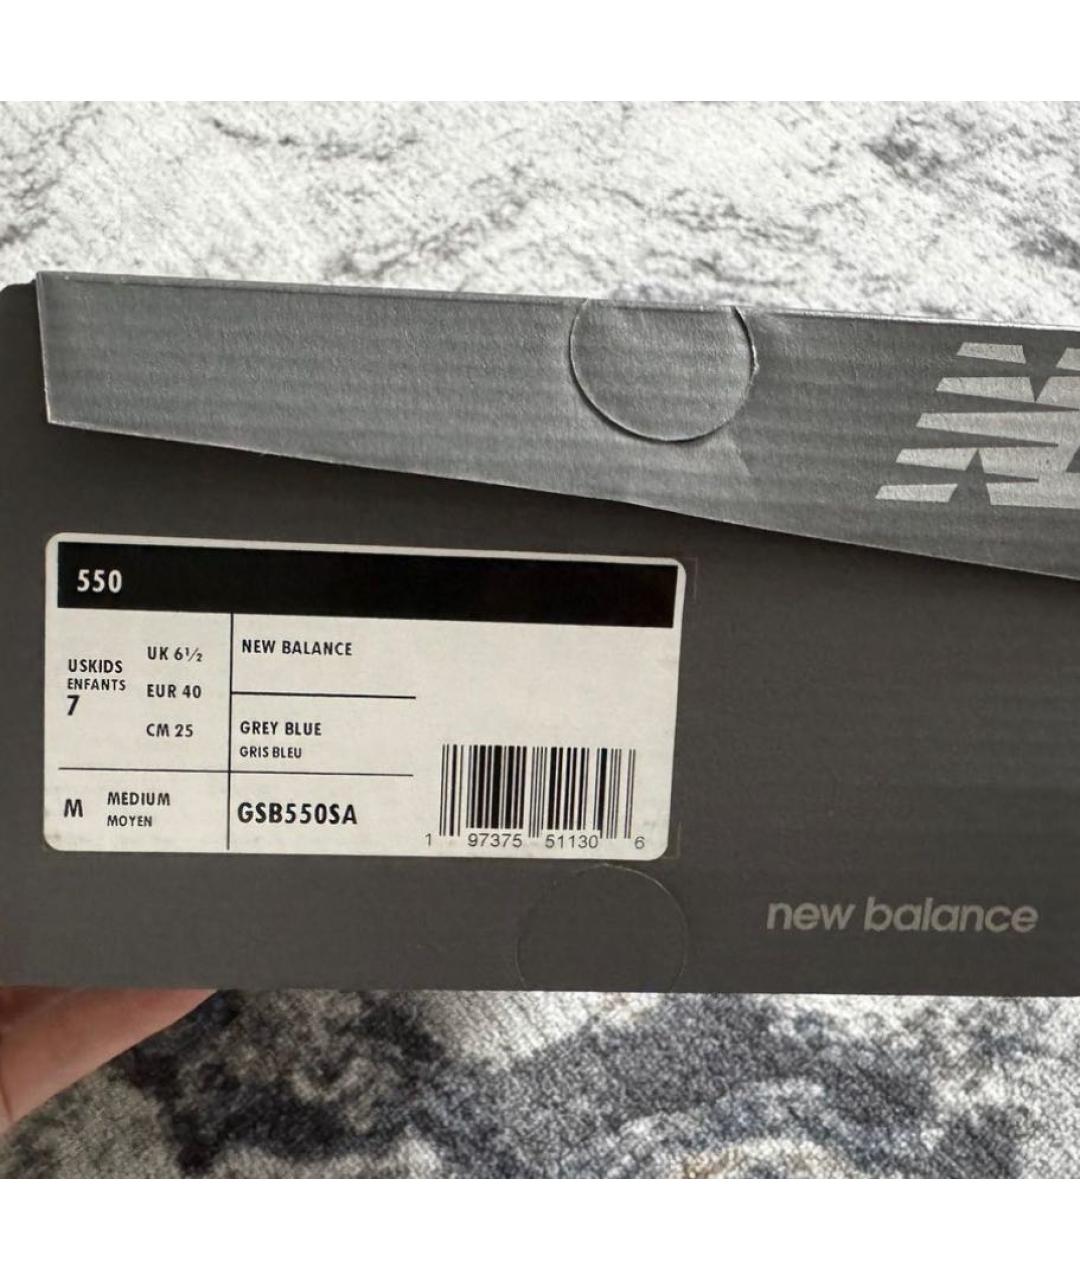 550
USKIDS
ENFANTS
7
UK 6½
EUR 40
CM 25
NEW BALANCE
GREY BLUE
GRIS BLEU
M
MEDIUM
MOYEN
GSB550SA
1 97375 51130 6
new balance